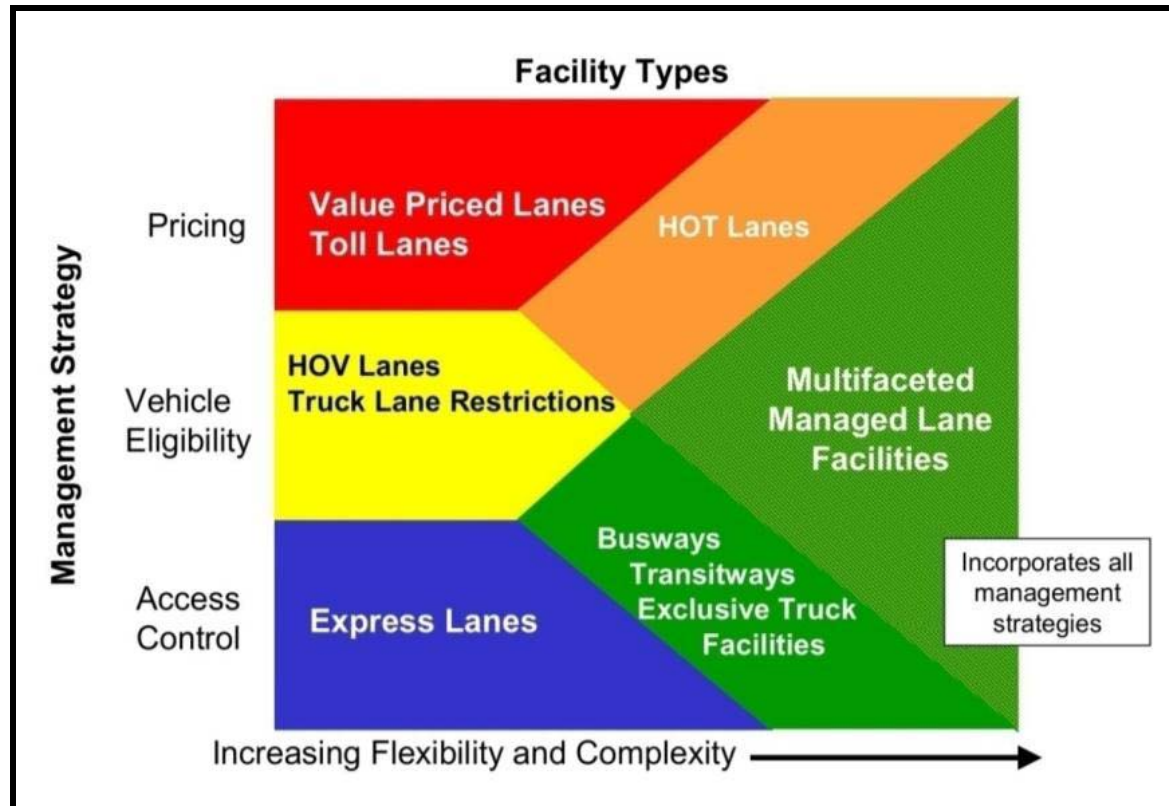 Facility Types
Management Strategy
Pricing
Value Priced Lanes
Toll Lanes
HOT Lanes
Vehicle
Eligibility
HOV Lanes
Truck Lane Restrictions
Multifaceted
Managed Lane
Facilities
Access
Control
Express Lanes
Busways
Transitways
Exclusive Truck
Facilities
Incorporates all
management
strategies
Increasing Flexibility and Complexity